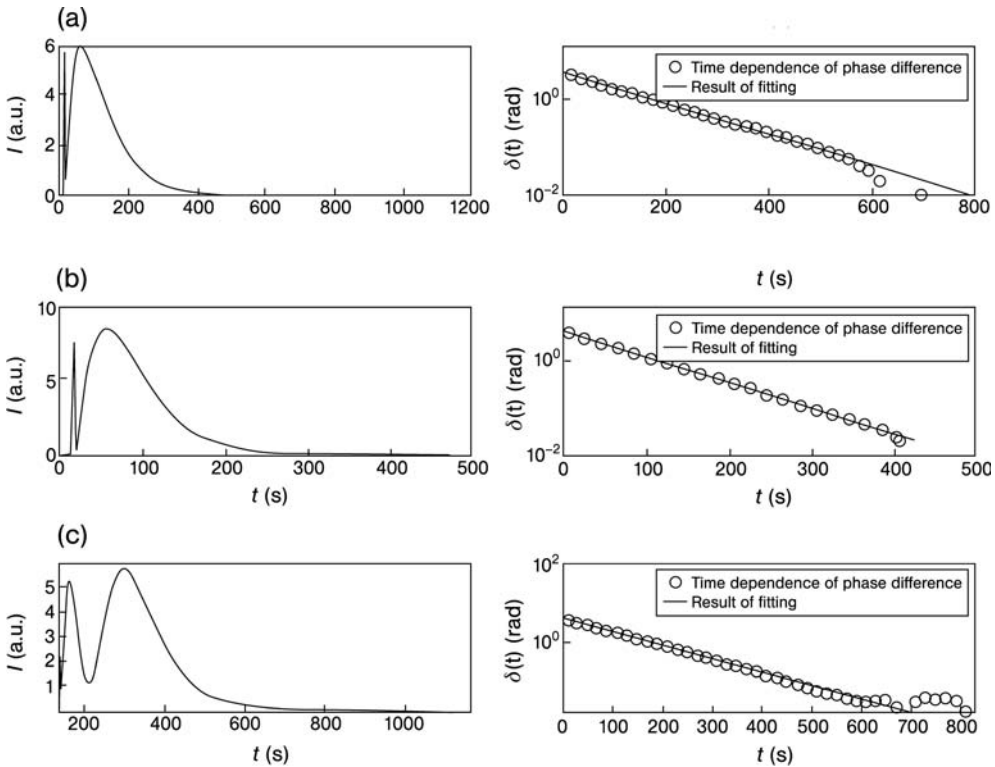 (a)
6
4
2
0
I (a.u.)
0 200 400 600 800 1000 1200
Time dependence of phase difference
Result of fitting
10⁰
10⁻²
δ(t) (rad)
0 200 400 600 800
t (s)
(b)
10
5
0
I (a.u.)
0 100 200 300 400 500
t (s)
Time dependence of phase difference
Result of fitting
10⁰
10⁻²
δ(t) (rad)
0 100 200 300 400 500
t (s)
(c)
5
4
3
2
1
I (a.u.)
200 400 600 800 1000
t (s)
10²
Time dependence of phase difference
Result of fitting
10⁰
δ(t) (rad)
0 100 200 300 400 500 600 700 800
t (s)